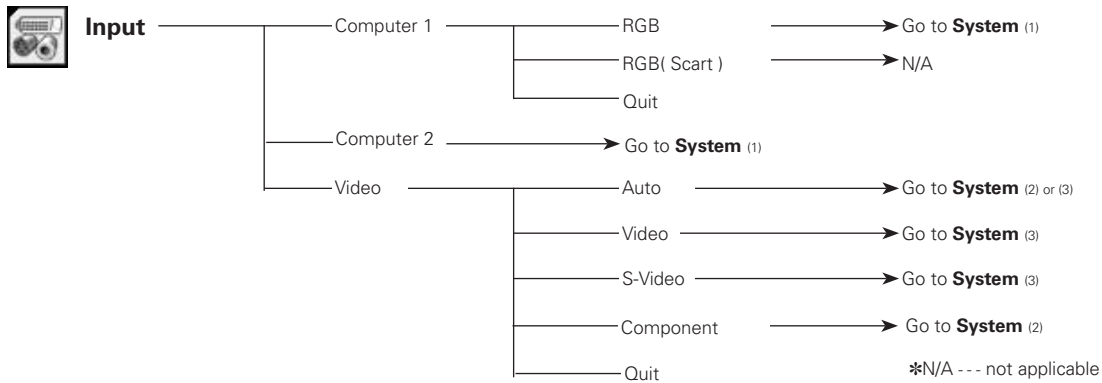 Input Computer 1 RGB Go to System (1)
RGB( Scart ) N/A
Quit
Computer 2 Go to System (1)
Video Auto Go to System (2) or (3)
Video Go to System (3)
S-Video Go to System (3)
Component Go to System (2)
Quit ✽N/A - - - not applicable